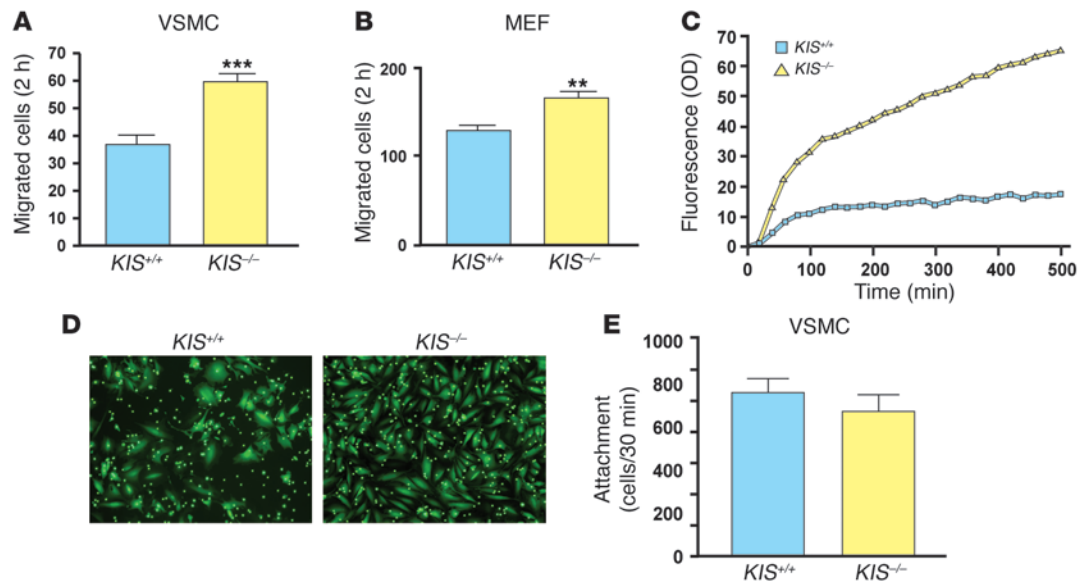 A
VSMC
Migrated cells (2 h)
70
60
50
40
30
20
10
0
***
KIS+/+
KIS–/–
B
MEF
Migrated cells (2 h)
200
100
0
**
KIS+/+
KIS–/–
C
Fluorescence (OD)
70
60
50
40
30
20
10
0
KIS+/+
KIS–/–
0
100
200
300
400
500
Time (min)
D
KIS+/+
KIS–/–
E
VSMC
Attachment
(cells/30 min)
1000
800
600
400
200
0
KIS+/+
KIS–/–